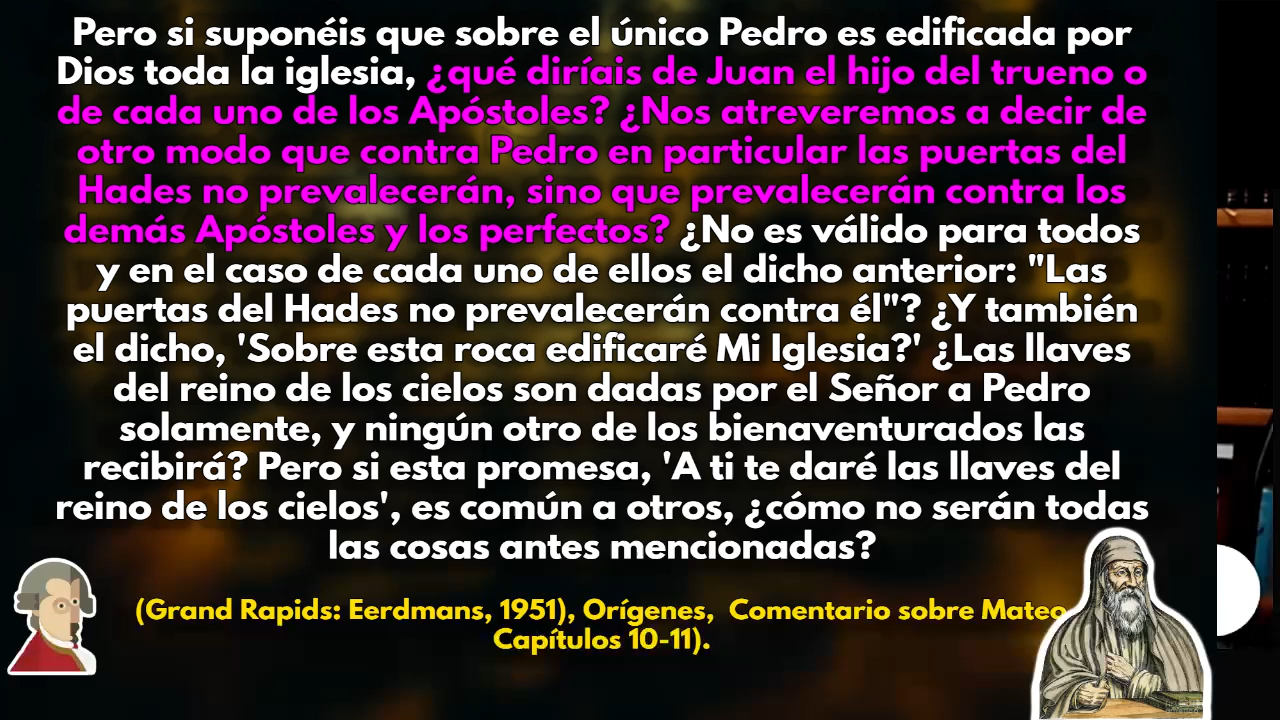 Pero si suponéis que sobre el único Pedro es edificada por
Dios toda la iglesia, ¿qué diríais de Juan el hijo del trueno o
de cada uno de los Apóstoles? ¿Nos atreveremos a decir de
otro modo que contra Pedro en particular las puertas del
Hades no prevalecerán, sino que prevalecerán contra los
demás Apóstoles y los perfectos? ¿No es válido para todos
y en el caso de cada uno de ellos el dicho anterior: "Las
puertas del Hades no prevalecerán contra él"? ¿Y también
el dicho, 'Sobre esta roca edificaré Mi Iglesia?' ¿Las llaves
del reino de los cielos son dadas por el Señor a Pedro
solamente, y ningún otro de los bienaventurados las
recibirá? Pero si esta promesa, 'A ti te daré las llaves del
reino de los cielos', es común a otros, ¿cómo no serán todas
las cosas antes mencionadas?
(Grand Rapids: Eerdmans, 1951), Orígenes, Comentario sobre Mateo
Capítulos 10-11).